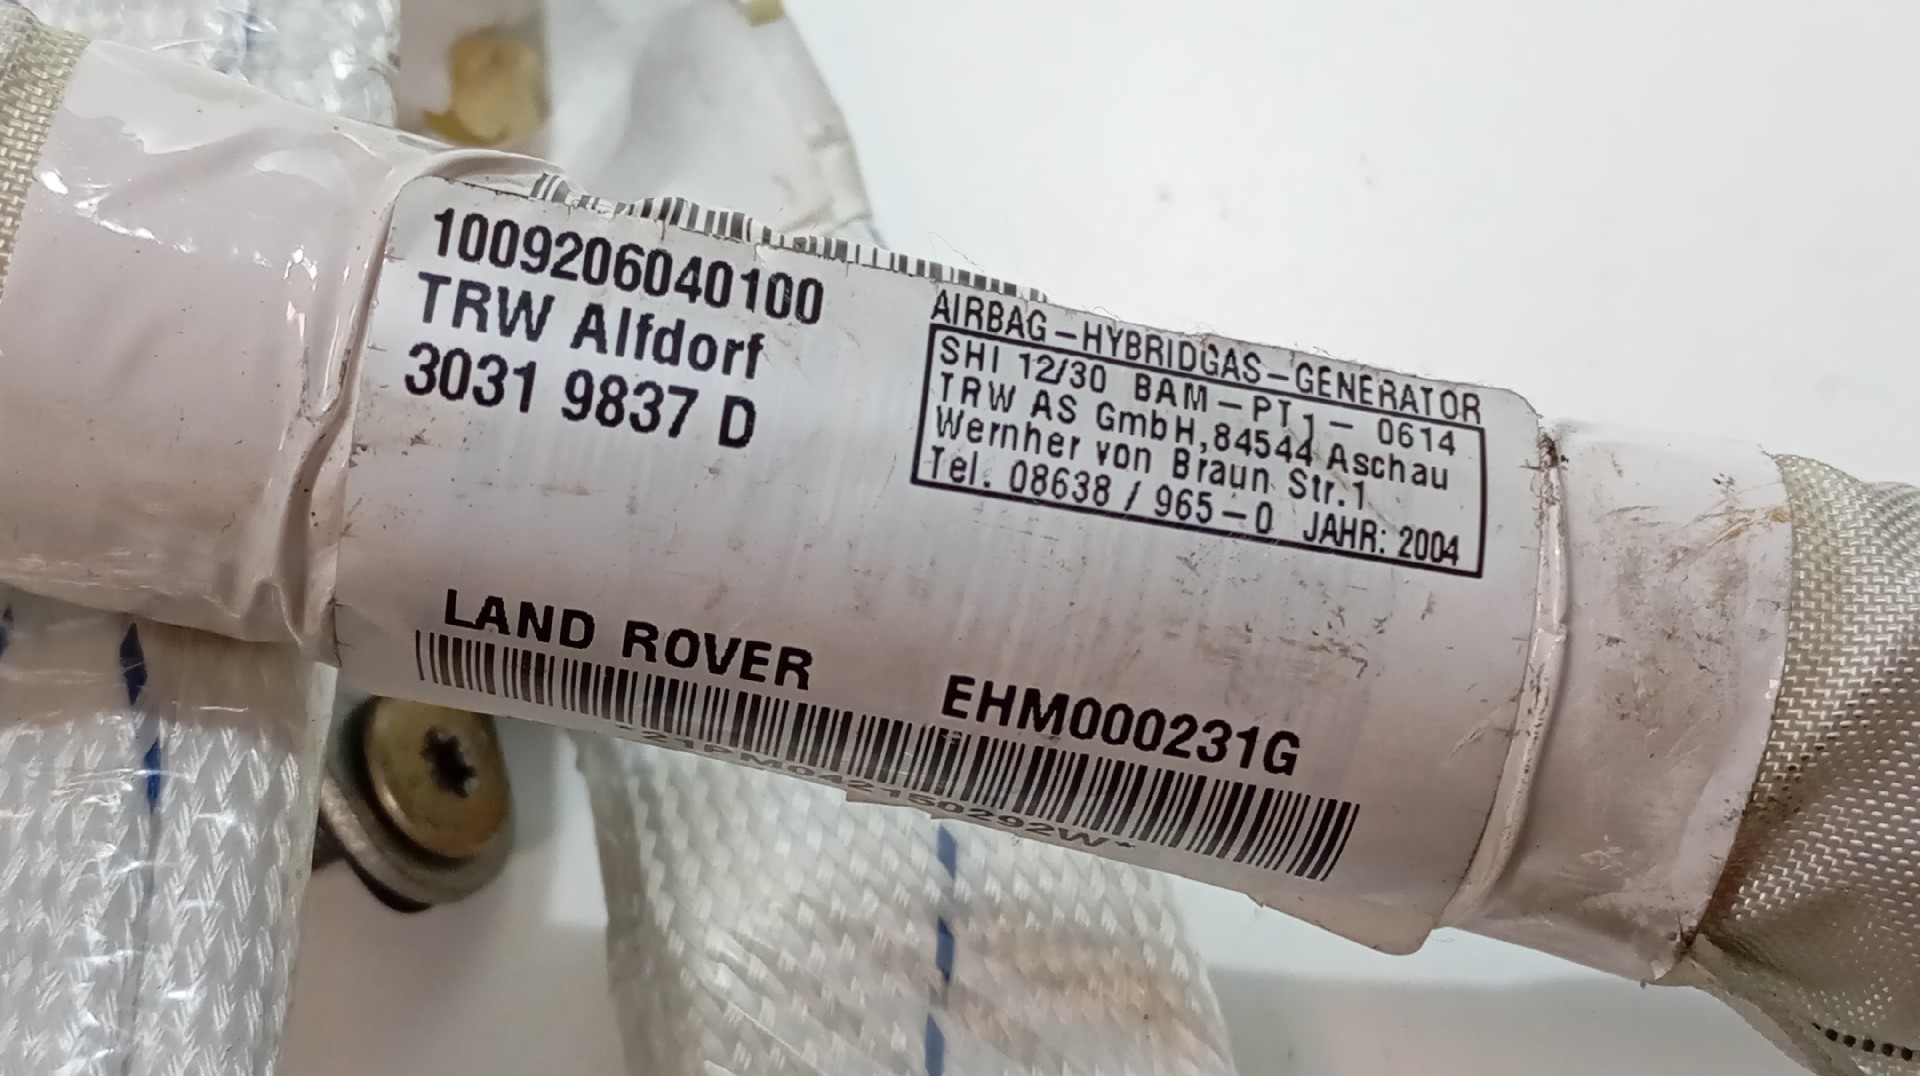 1009206040100
TRW Alfdorf
3031 9837 D
AIRBAG-HYBRIDGAS-GENERATOR
SHI 12/30 BAM-PT1- 0614
TRW AS GmbH, 84544 Aschau
Wernher von Braun Str.1
Tel. 08638 / 965-0 JAHR: 2004
LAND ROVER
EHM000231G